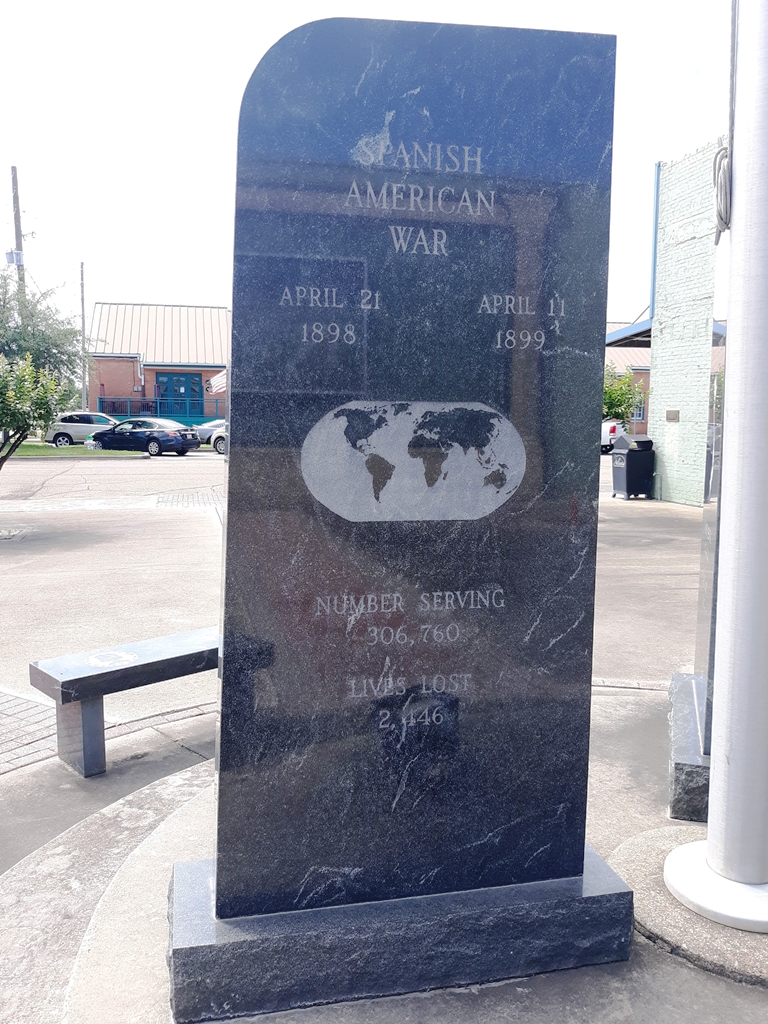 SPANISH
AMERICAN
WAR
APRIL 21
1898
APRIL 11
1899
NUMBER SERVING
306,760
LIVES LOST
2,446